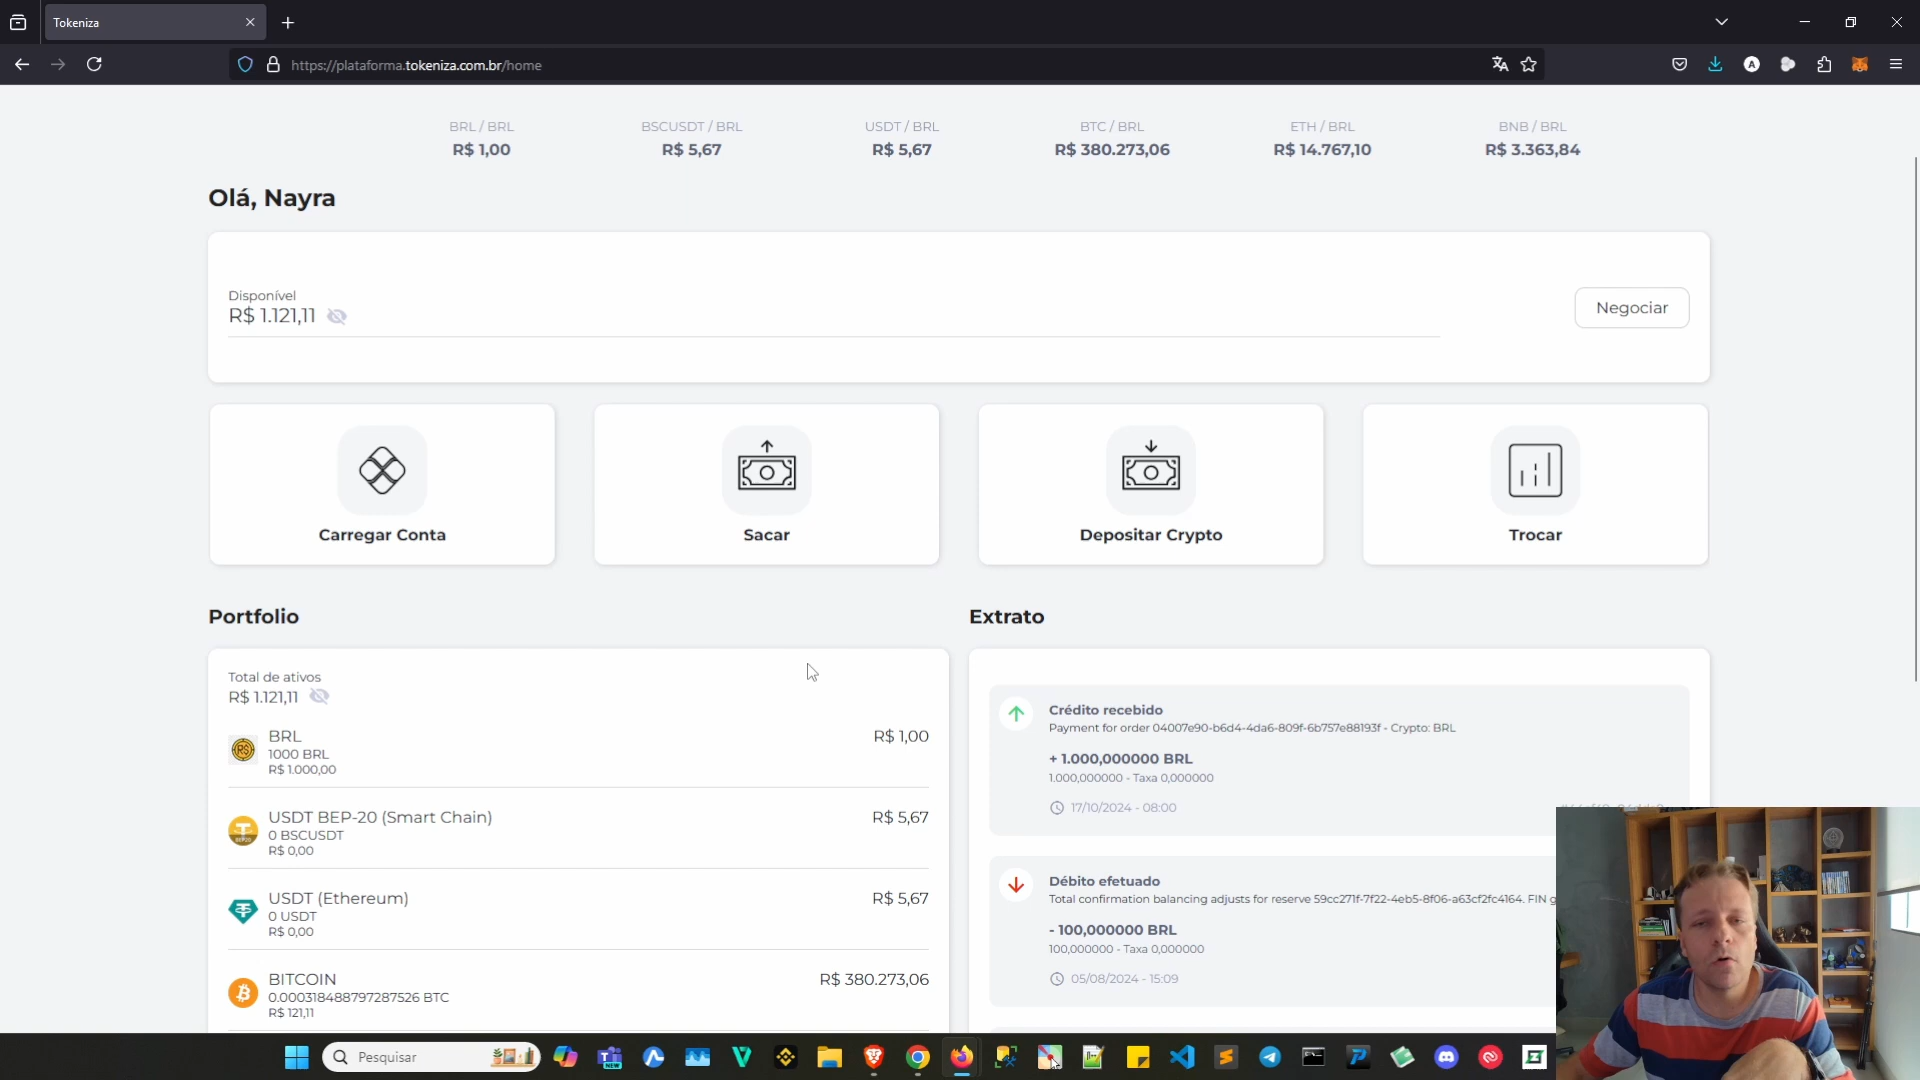 Tokeniza
https://plataforma.tokeniza.com.br/home
BRL / BRL
R$ 1,00
BSCUSDT / BRL
R$ 5,67
USDT / BRL
R$ 5,67
BTC / BRL
R$ 380.273,06
ETH / BRL
R$ 14.767,10
BNB / BRL
R$ 3.363,84
Olá, Nayra
Disponível
R$ 1.121,11
Negociar
Carregar Conta
Sacar
Depositar Crypto
Trocar
Portfolio
Total de ativos
R$ 1.121,11
BRL
1000 BRL
R$ 1.000,00
R$ 1,00
USDT BEP-20 (Smart Chain)
0 BSCUSDT
R$ 0,00
R$ 5,67
USDT (Ethereum)
0 USDT
R$ 0,00
R$ 5,67
BITCOIN
0.000318488797287526 BTC
R$ 121,11
R$ 380.273,06
Extrato
Crédito recebido
Payment for order 04007e90-b6d4-4da6-809f-6b757e88193f - Crypto: BRL
+ 1.000,000000 BRL
1.000,000000 - Taxa 0,000000
17/10/2024 - 08:00
Débito efetuado
Total confirmation balancing adjusts for reserve 59cc271f-7f22-4eb5-8f06-a63cf2fc4164. FIN g
- 100,000000 BRL
100,000000 - Taxa 0,000000
05/08/2024 - 15:09
Pesquisar